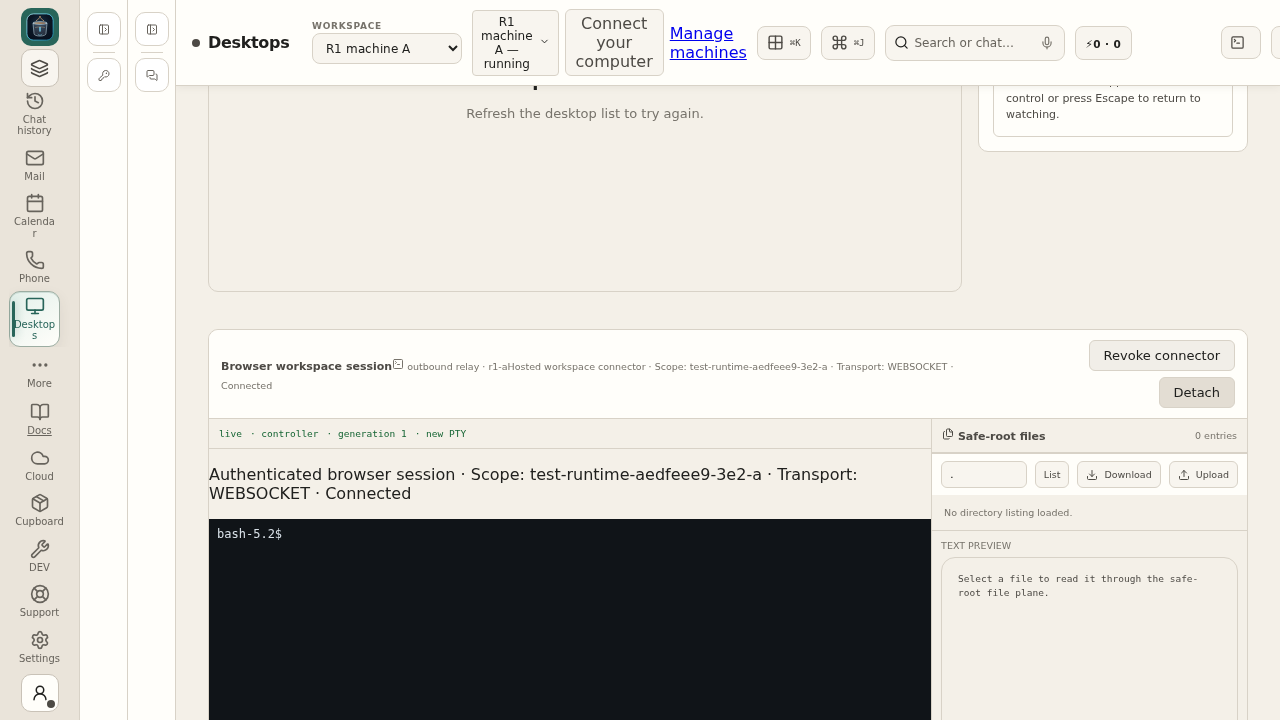 Chat
history
Mail
Calenda
r
Phone
Desktop
s
More
Docs
Cloud
Cupboard
DEV
Support
Settings
Desktops
WORKSPACE
R1 machine A
R1
machine
A —
running
Connect
your
computer
Manage
machines
⌘K
⌘J
Search or chat…
⚡0 · 0
Refresh the desktop list to try again.
control or press Escape to return to
watching.
Browser workspace session outbound relay · r1-aHosted workspace connector · Scope: test-runtime-aedfeee9-3e2-a · Transport: WEBSOCKET ·
Connected
Revoke connector
Detach
live · controller · generation 1 · new PTY
Authenticated browser session · Scope: test-runtime-aedfeee9-3e2-a · Transport:
WEBSOCKET · Connected
bash-5.2$
Safe-root files
0 entries
.
List
Download
Upload
No directory listing loaded.
TEXT PREVIEW
Select a file to read it through the safe-
root file plane.